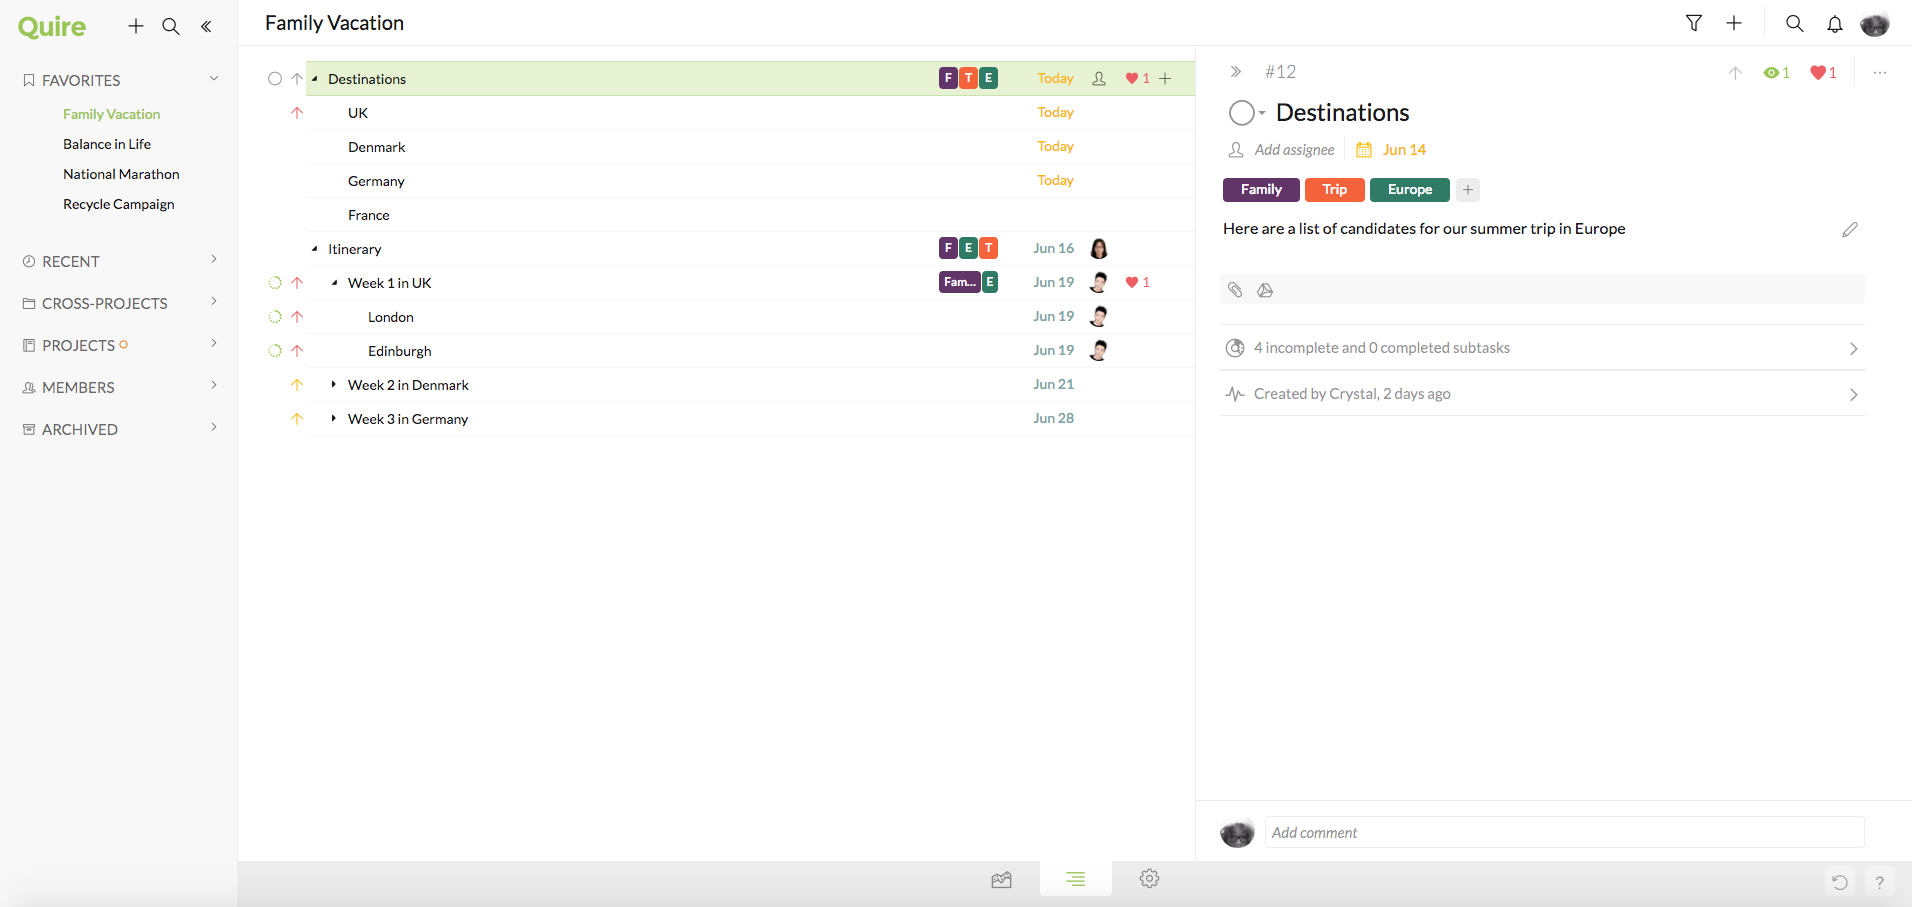 Quire
FAVORITES
Family Vacation
Balance in Life
National Marathon
Recycle Campaign
RECENT
CROSS-PROJECTS
PROJECTS
MEMBERS
ARCHIVED
Family Vacation
Destinations F T E Today 1
UK Today
Denmark Today
Germany Today
France
Itinerary F E T Jun 16
Week 1 in UK Fam... E Jun 19 1
London Jun 19
Edinburgh Jun 19
Week 2 in Denmark Jun 21
Week 3 in Germany Jun 28
#12 1 1
Destinations
Add assignee Jun 14
Family Trip Europe
Here are a list of candidates for our summer trip in Europe
4 incomplete and 0 completed subtasks
Created by Crystal, 2 days ago
Add comment
?